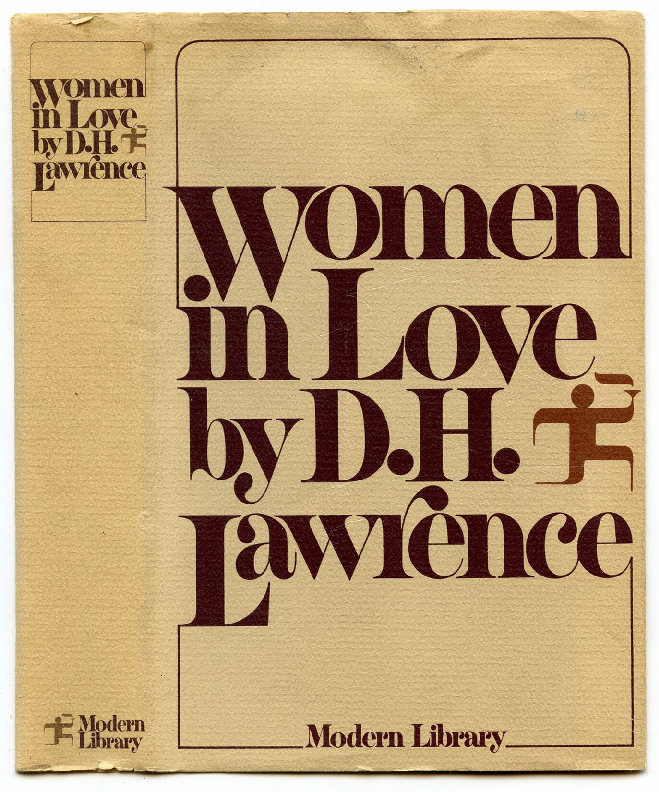 Women
in Love
by D.H.
Lawrence
Modern
Library
Women
in Love
by D.H.
Lawrence
Modern Library